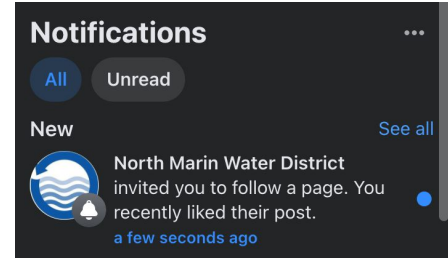 Notifications
All
Unread
New
See all
North Marin Water District
invited you to follow a page. You
recently liked their post.
a few seconds ago